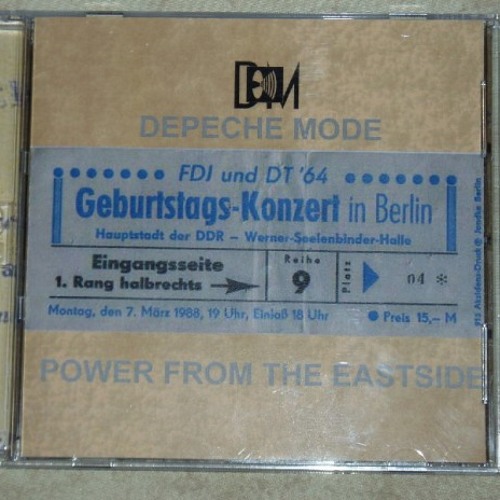 DM
DEPECHE MODE
FDJ und DT '64
Geburtstags-Konzert in Berlin
Hauptstadt der DDR – Werner-Seelenbinder-Halle
Eingangsseite
1. Rang halbrechts
Reihe
9
Platz
04 *
Montag, den 7. März 1988, 19 Uhr, Einlaß 18 Uhr
Preis 15,– M
POWER FROM THE EASTSIDE